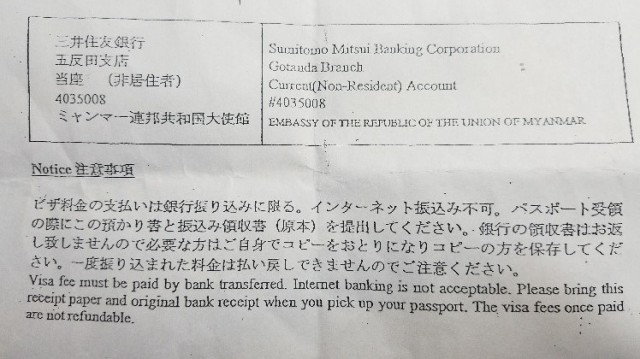 三井住友銀行
五反田支店
当座 (非居住者)
4035008
ミャンマー連邦共和国大使館
Sumitomo Mitsui Banking Corporation
Gotanda Branch
Current(Non-Resident) Account
#4035008
EMBASSY OF THE REPUBLIC OF THE UNION OF MYANMAR
Notice 注意事項
ビザ料金の支払いは銀行振り込みに限る。インターネット振込み不可。パスポート受領
の際にこの預かり書と振込み領収書(原本)を提出してください。銀行の領収書はお返
し致しませんので必要な方はご自身でコピーをおとりになりコピーの方を保存してくだ
さい。一度振り込まれた料金は払い戻しできませんのでご注意ください。
Visa fee must be paid by bank transferred. Internet banking is not acceptable. Please bring this
receipt paper and original bank receipt when you pick up your passport. The visa fees once paid
are not refundable.